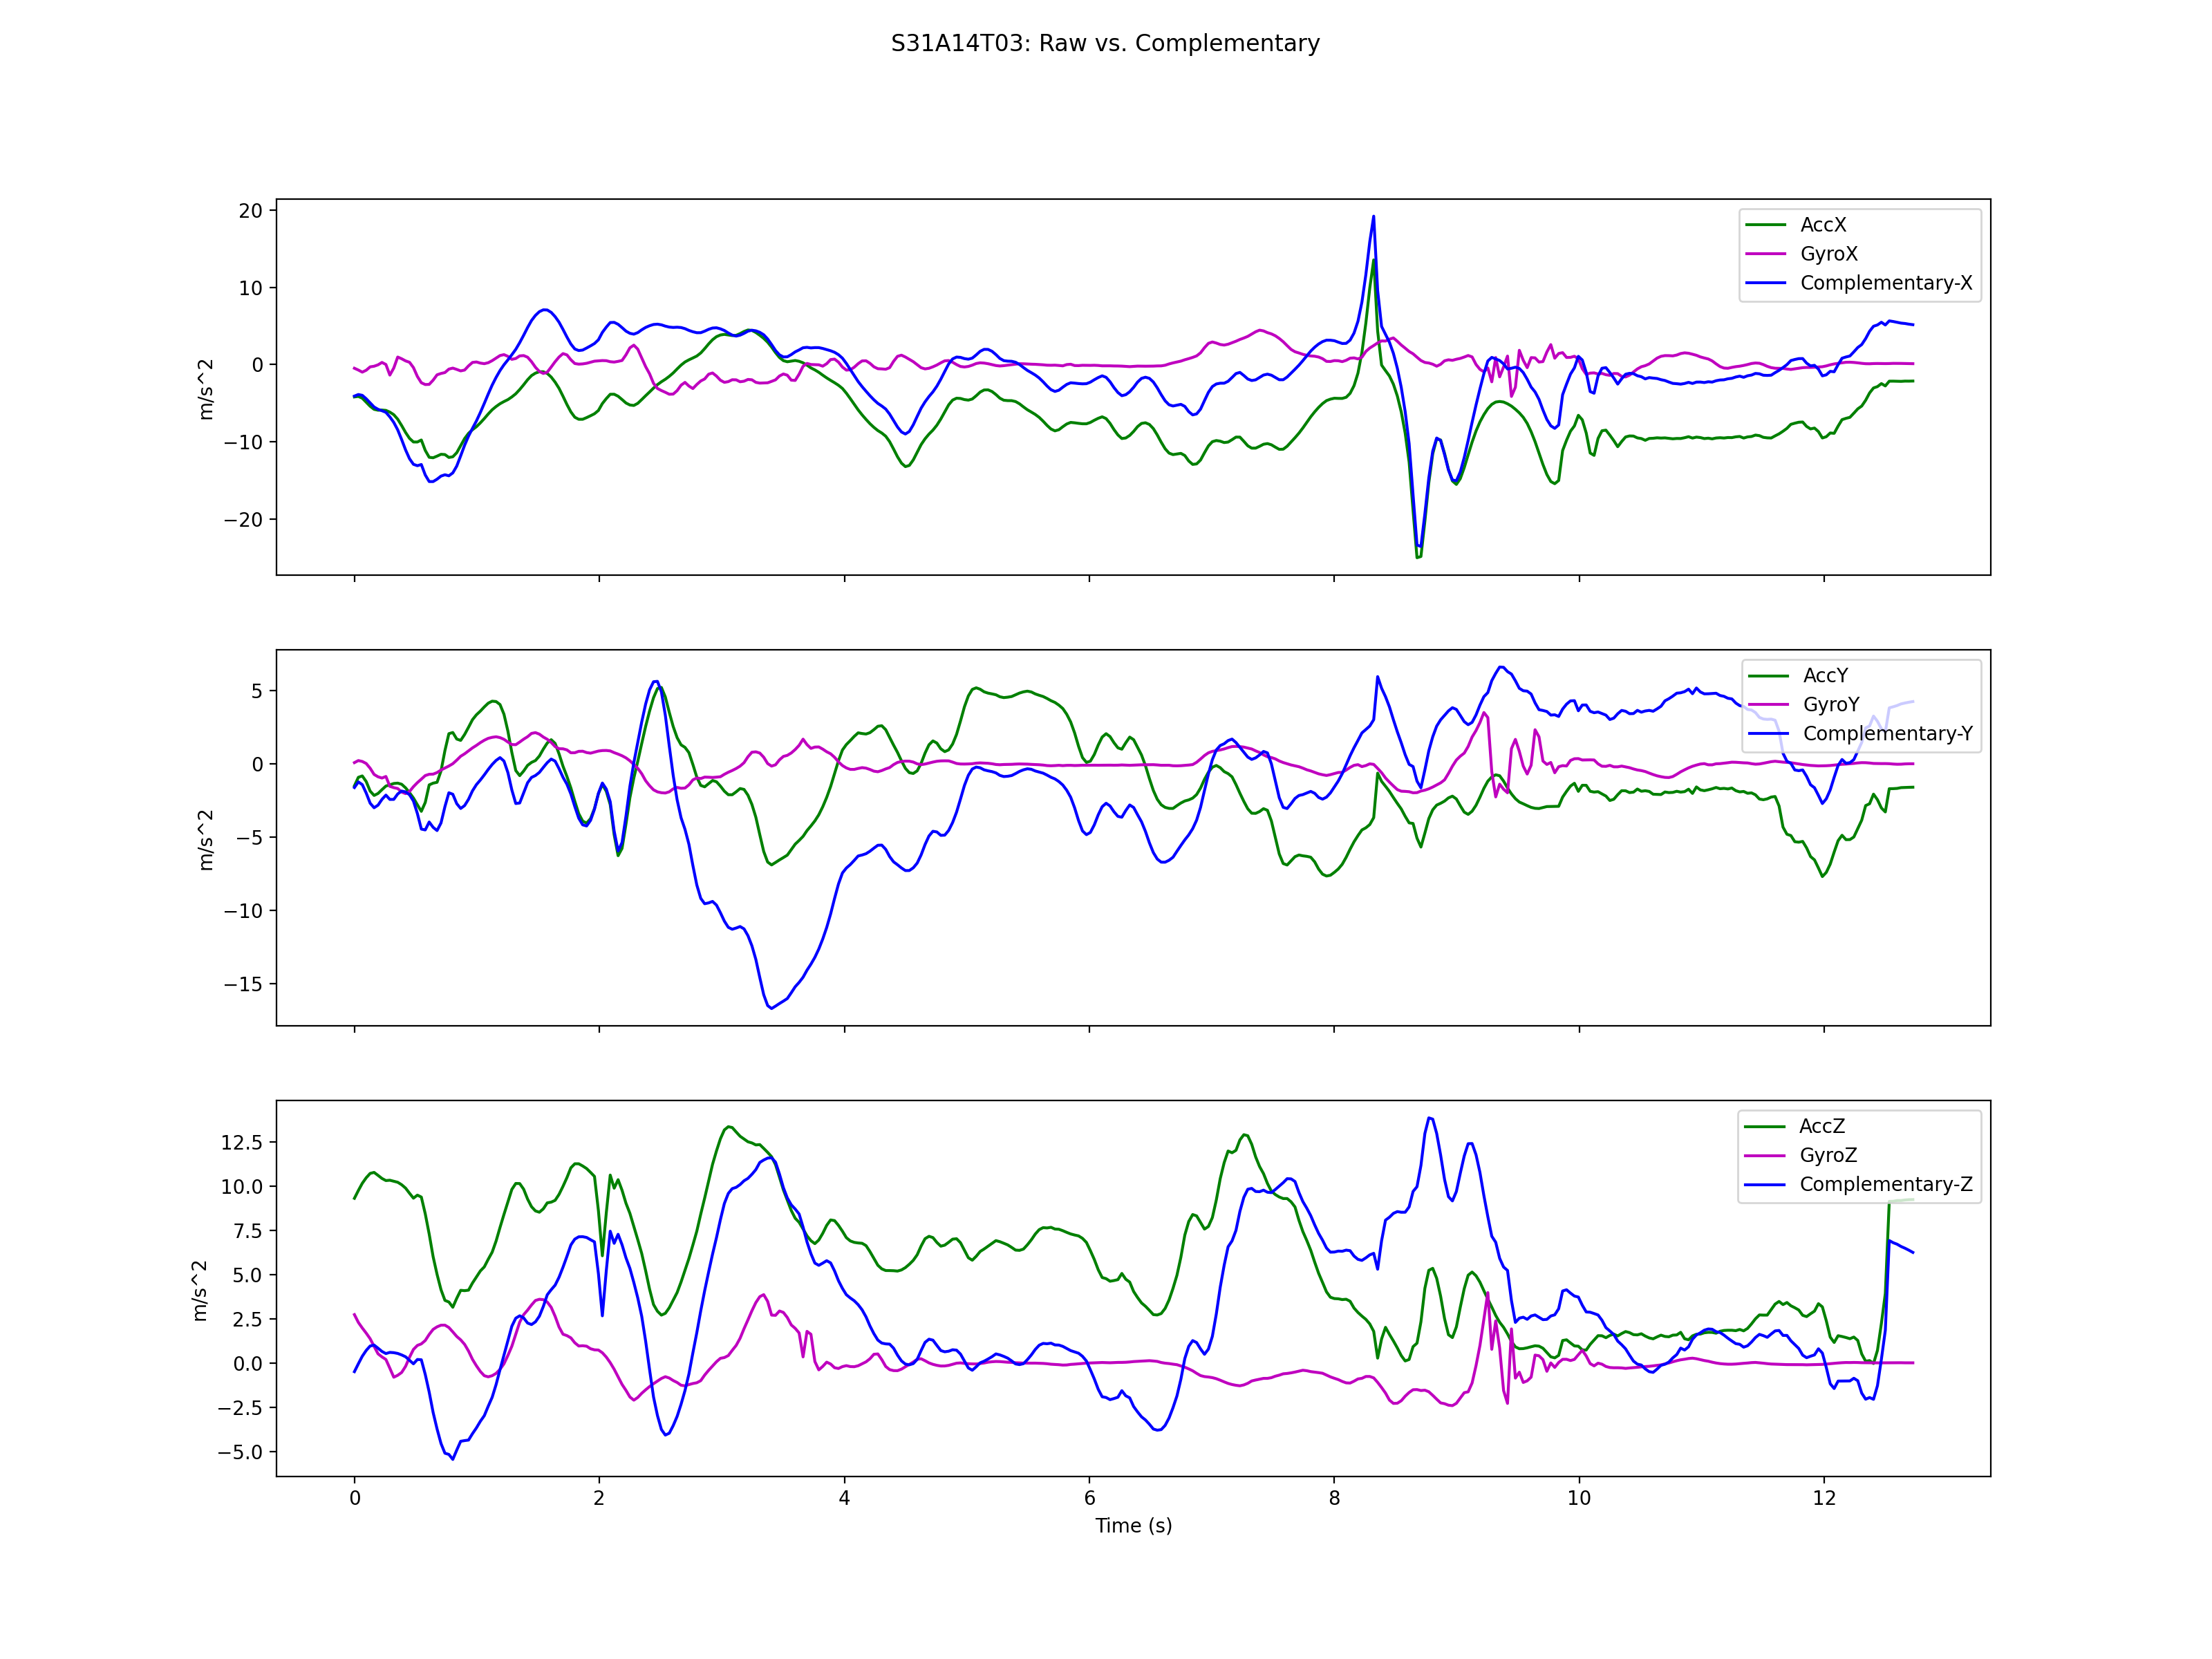 S31A14T03: Raw vs. Complementary
20
10
0
−10
−20
m/s^2
AccX
GyroX
Complementary-X
5
0
−5
−10
−15
m/s^2
AccY
GyroY
Complementary-Y
12.5
10.0
7.5
5.0
2.5
0.0
−2.5
−5.0
m/s^2
AccZ
GyroZ
Complementary-Z
0 2 4 6 8 10 12
Time (s)